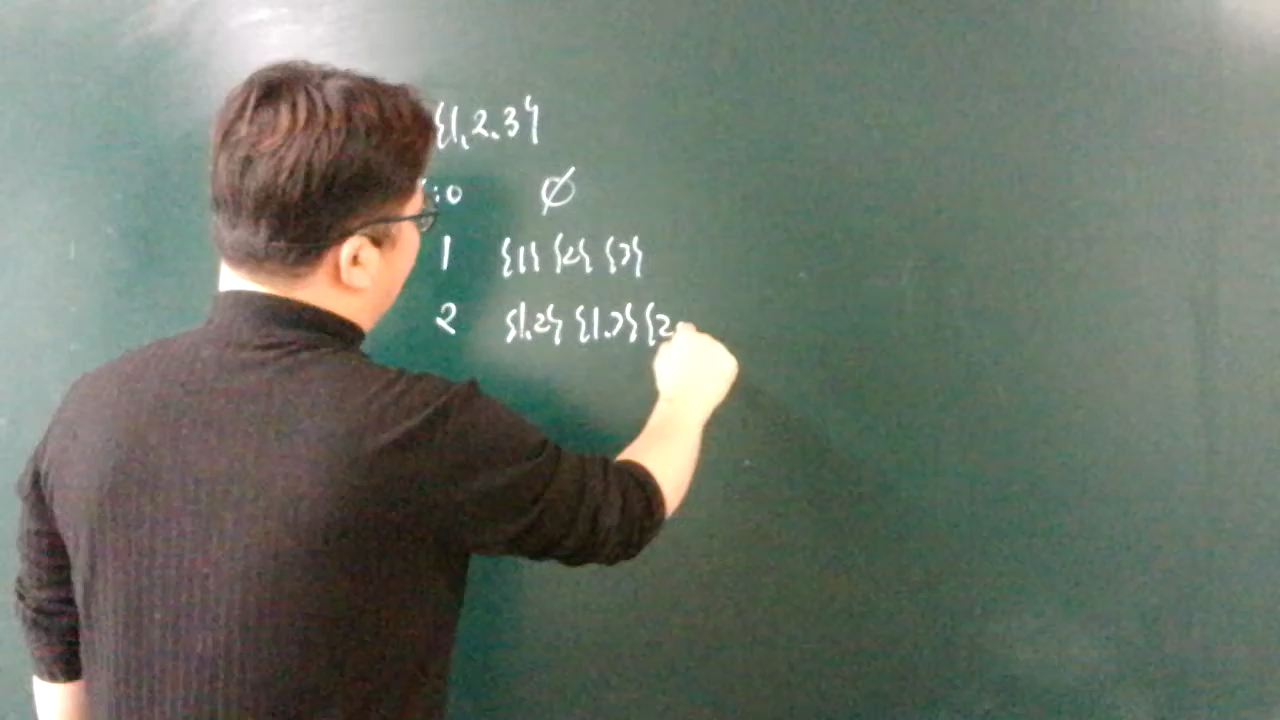 {1,2,3}
:0 ∅
1 {1} {2} {3}
2 {1,2} {1,3} {2,